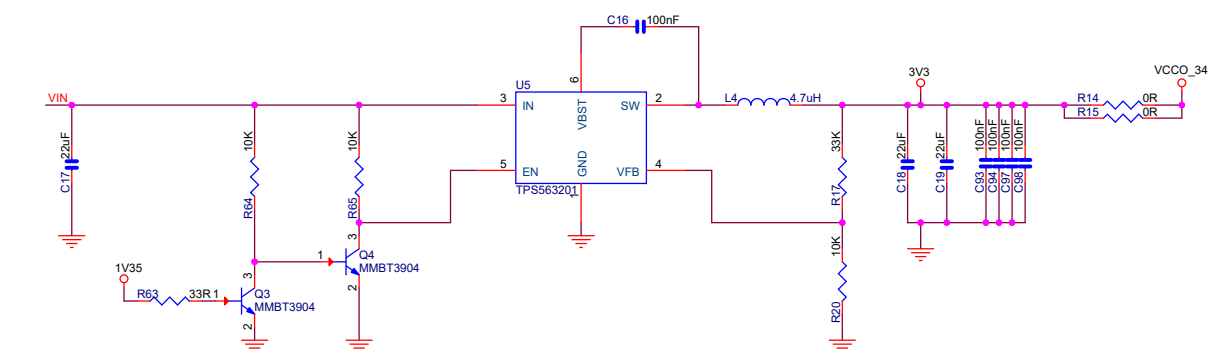 C16 100nF
U5
VIN
3 IN
6
VBST
SW 2
L4 4.7uH
3V3
VCCO_34
R14 0R
R15 0R
22uF
C17
10K
R64
10K
R65
5 EN
GND
VFB 4
TPS563201
1
33K
R17
22uF
C18
22uF
C19
100nF
C93
100nF
C94
100nF
C97
100nF
C98
10K
R20
1V35
R63 33R
1
3
Q3
MMBT3904
2
1
3
Q4
MMBT3904
2